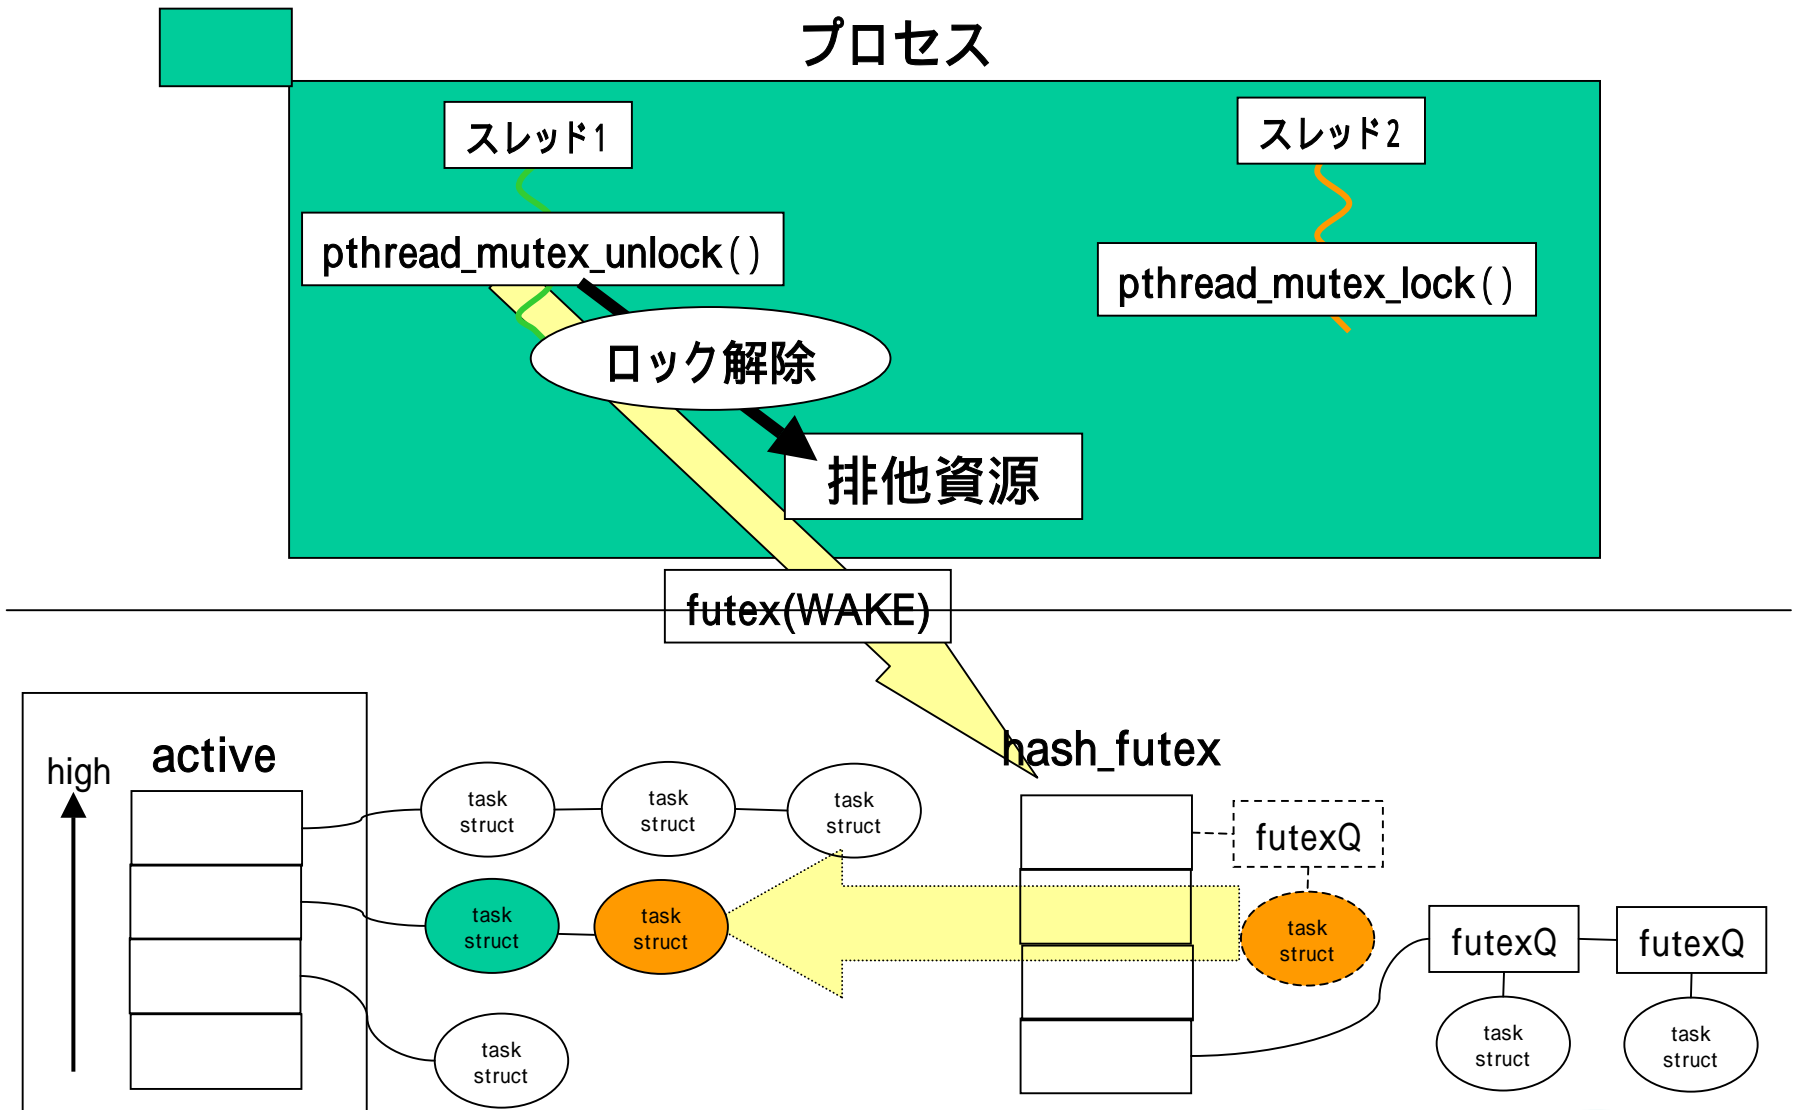 プロセス
スレッド1
スレッド2
pthread_mutex_unlock()
pthread_mutex_lock()
ロック解除
排他資源
futex(WAKE)
high
active
hash_futex
task
struct
task
struct
task
struct
futexQ
task
struct
task
struct
task
struct
futexQ
futexQ
task
struct
task
struct
task
struct